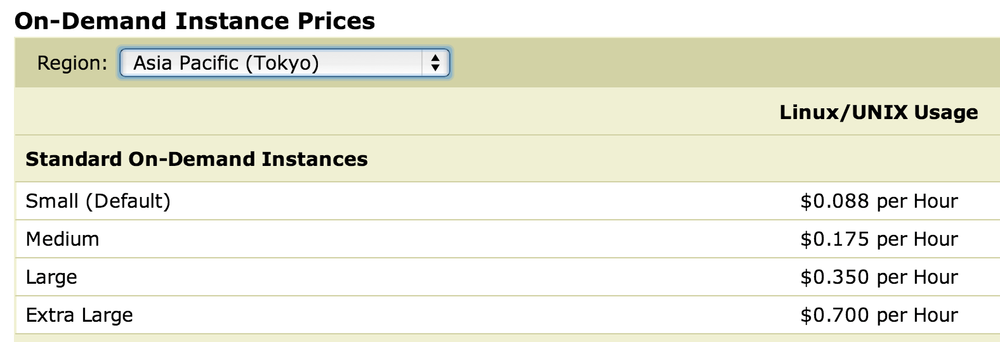 On-Demand Instance Prices
Region: Asia Pacific (Tokyo)
Linux/UNIX Usage
Standard On-Demand Instances
Small (Default) $0.088 per Hour
Medium $0.175 per Hour
Large $0.350 per Hour
Extra Large $0.700 per Hour